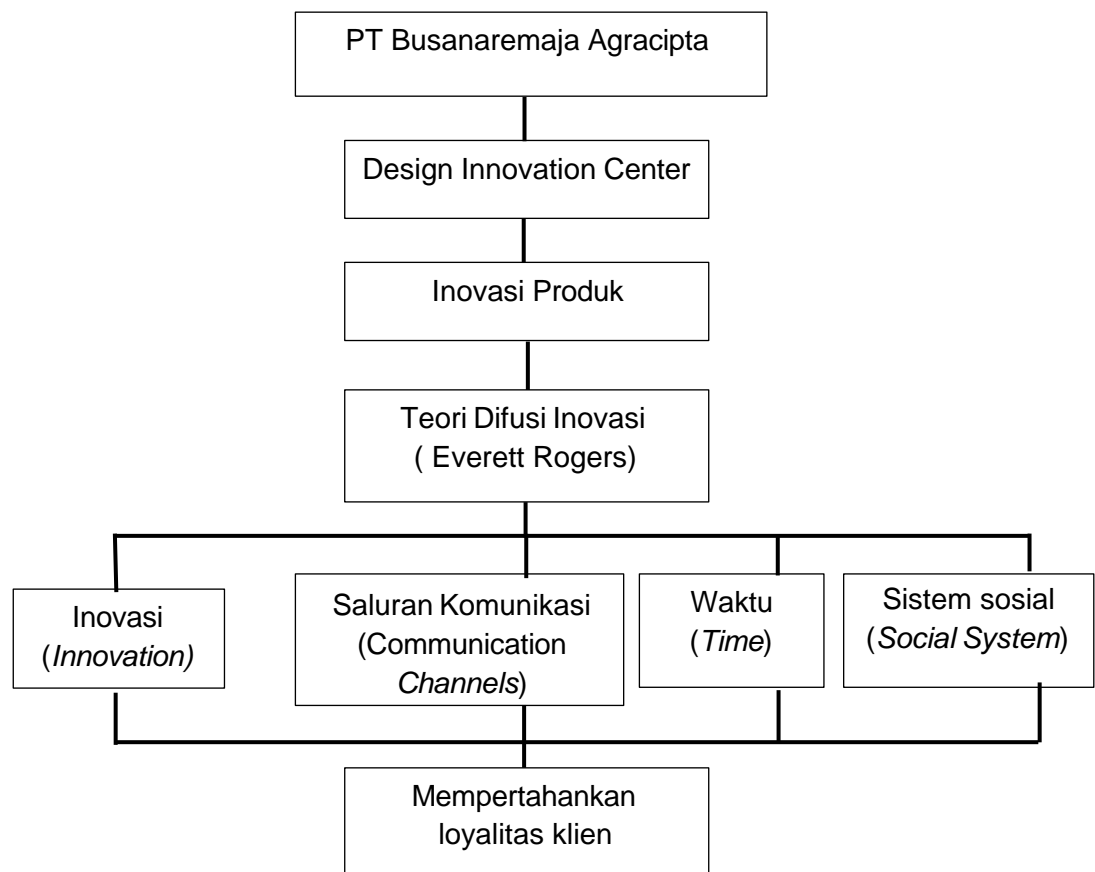 PT Busanaremaja Agracipta
Design Innovation Center
Inovasi Produk
Teori Difusi Inovasi
( Everett Rogers)
Inovasi
(Innovation)
Saluran Komunikasi
(Communication
Channels)
Waktu
(Time)
Sistem sosial
(Social System)
Mempertahankan
loyalitas klien